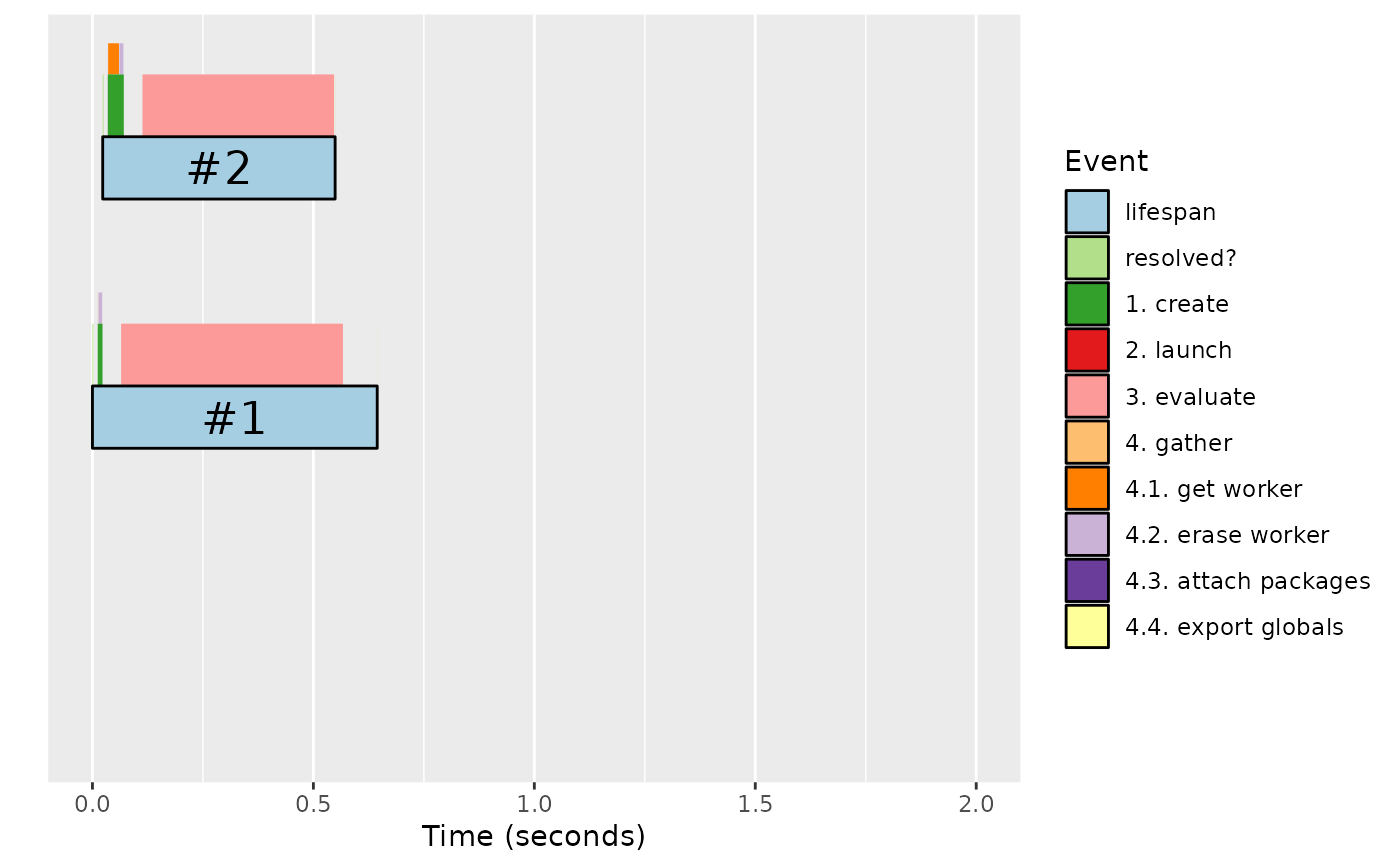 #2
#1
0.0
0.5
1.0
1.5
2.0
Time (seconds)
Event
lifespan
resolved?
1. create
2. launch
3. evaluate
4. gather
4.1. get worker
4.2. erase worker
4.3. attach packages
4.4. export globals